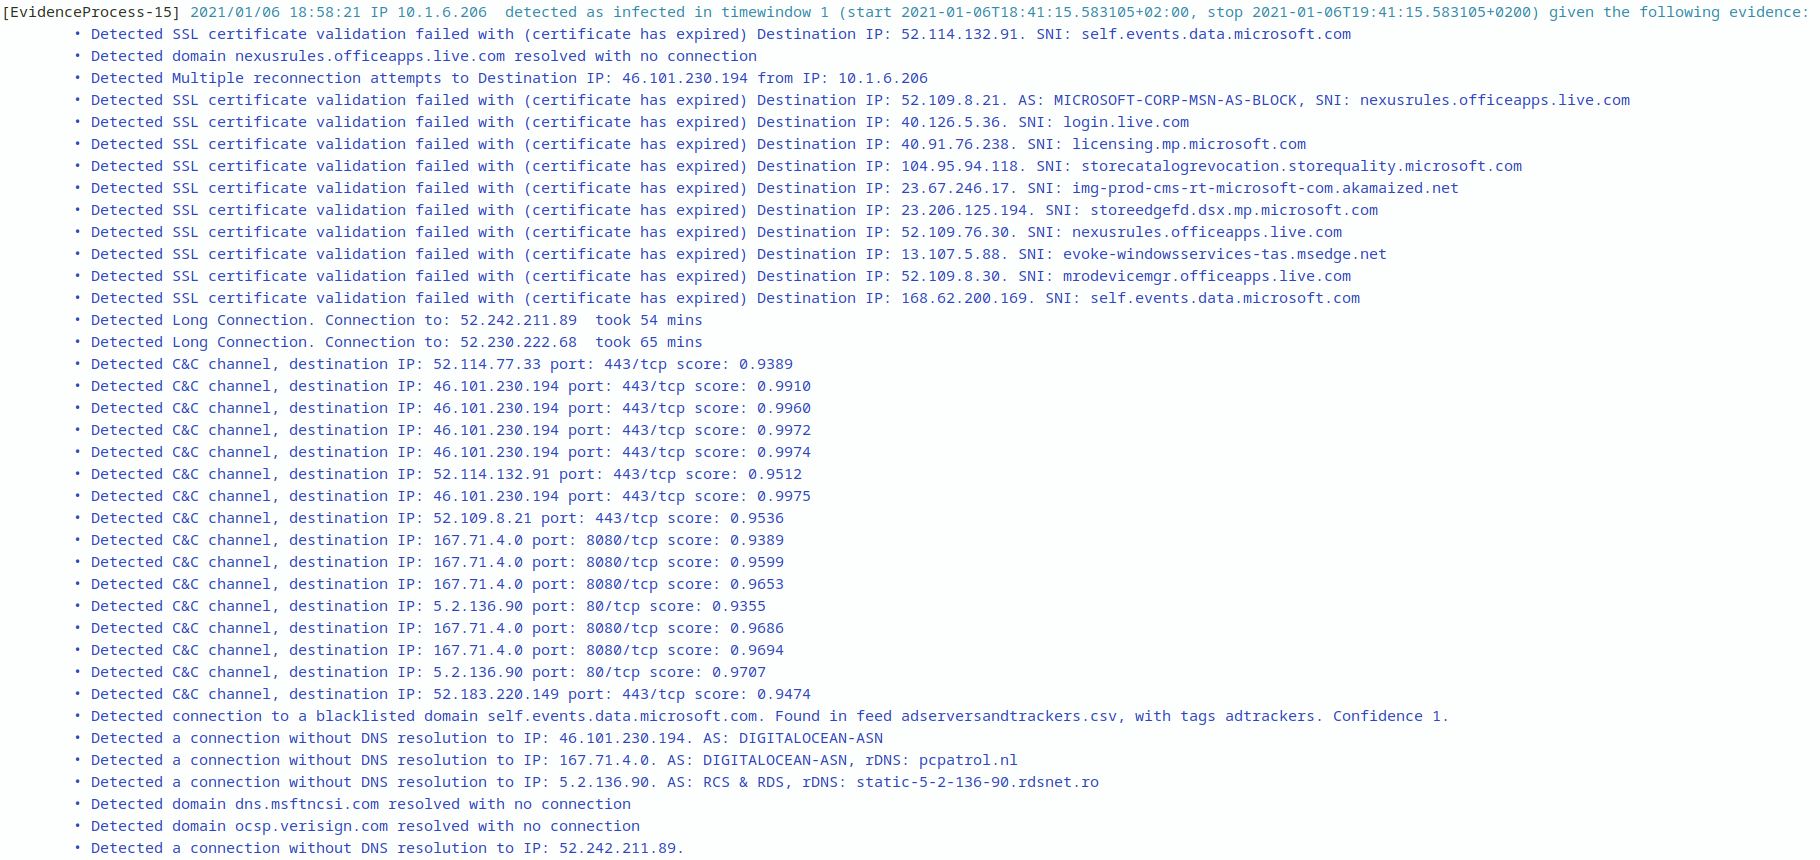 [EvidenceProcess-15] 2021/01/06 18:58:21 IP 10.1.6.206  detected as infected in timewindow 1 (start 2021-01-06T18:41:15.583105+02:00, stop 2021-01-06T19:41:15.583105+0200) given the following evidence:
• Detected SSL certificate validation failed with (certificate has expired) Destination IP: 52.114.132.91. SNI: self.events.data.microsoft.com
• Detected domain nexusrules.officeapps.live.com resolved with no connection
• Detected Multiple reconnection attempts to Destination IP: 46.101.230.194 from IP: 10.1.6.206
• Detected SSL certificate validation failed with (certificate has expired) Destination IP: 52.109.8.21. AS: MICROSOFT-CORP-MSN-AS-BLOCK, SNI: nexusrules.officeapps.live.com
• Detected SSL certificate validation failed with (certificate has expired) Destination IP: 40.126.5.36. SNI: login.live.com
• Detected SSL certificate validation failed with (certificate has expired) Destination IP: 40.91.76.238. SNI: licensing.mp.microsoft.com
• Detected SSL certificate validation failed with (certificate has expired) Destination IP: 104.95.94.118. SNI: storecatalogrevocation.storequality.microsoft.com
• Detected SSL certificate validation failed with (certificate has expired) Destination IP: 23.67.246.17. SNI: img-prod-cms-rt-microsoft-com.akamaized.net
• Detected SSL certificate validation failed with (certificate has expired) Destination IP: 23.206.125.194. SNI: storeedgefd.dsx.mp.microsoft.com
• Detected SSL certificate validation failed with (certificate has expired) Destination IP: 52.109.76.30. SNI: nexusrules.officeapps.live.com
• Detected SSL certificate validation failed with (certificate has expired) Destination IP: 13.107.5.88. SNI: evoke-windowsservices-tas.msedge.net
• Detected SSL certificate validation failed with (certificate has expired) Destination IP: 52.109.8.30. SNI: mrodevicemgr.officeapps.live.com
• Detected SSL certificate validation failed with (certificate has expired) Destination IP: 168.62.200.169. SNI: self.events.data.microsoft.com
• Detected Long Connection. Connection to: 52.242.211.89  took 54 mins
• Detected Long Connection. Connection to: 52.230.222.68  took 65 mins
• Detected C&C channel, destination IP: 52.114.77.33 port: 443/tcp score: 0.9389
• Detected C&C channel, destination IP: 46.101.230.194 port: 443/tcp score: 0.9910
• Detected C&C channel, destination IP: 46.101.230.194 port: 443/tcp score: 0.9960
• Detected C&C channel, destination IP: 46.101.230.194 port: 443/tcp score: 0.9972
• Detected C&C channel, destination IP: 46.101.230.194 port: 443/tcp score: 0.9974
• Detected C&C channel, destination IP: 52.114.132.91 port: 443/tcp score: 0.9512
• Detected C&C channel, destination IP: 46.101.230.194 port: 443/tcp score: 0.9975
• Detected C&C channel, destination IP: 52.109.8.21 port: 443/tcp score: 0.9536
• Detected C&C channel, destination IP: 167.71.4.0 port: 8080/tcp score: 0.9389
• Detected C&C channel, destination IP: 167.71.4.0 port: 8080/tcp score: 0.9599
• Detected C&C channel, destination IP: 167.71.4.0 port: 8080/tcp score: 0.9653
• Detected C&C channel, destination IP: 5.2.136.90 port: 80/tcp score: 0.9355
• Detected C&C channel, destination IP: 167.71.4.0 port: 8080/tcp score: 0.9686
• Detected C&C channel, destination IP: 167.71.4.0 port: 8080/tcp score: 0.9694
• Detected C&C channel, destination IP: 5.2.136.90 port: 80/tcp score: 0.9707
• Detected C&C channel, destination IP: 52.183.220.149 port: 443/tcp score: 0.9474
• Detected connection to a blacklisted domain self.events.data.microsoft.com. Found in feed adserversandtrackers.csv, with tags adtrackers. Confidence 1.
• Detected a connection without DNS resolution to IP: 46.101.230.194. AS: DIGITALOCEAN-ASN
• Detected a connection without DNS resolution to IP: 167.71.4.0. AS: DIGITALOCEAN-ASN, rDNS: pcpatrol.nl
• Detected a connection without DNS resolution to IP: 5.2.136.90. AS: RCS & RDS, rDNS: static-5-2-136-90.rdsnet.ro
• Detected domain dns.msftncsi.com resolved with no connection
• Detected domain ocsp.verisign.com resolved with no connection
• Detected a connection without DNS resolution to IP: 52.242.211.89.